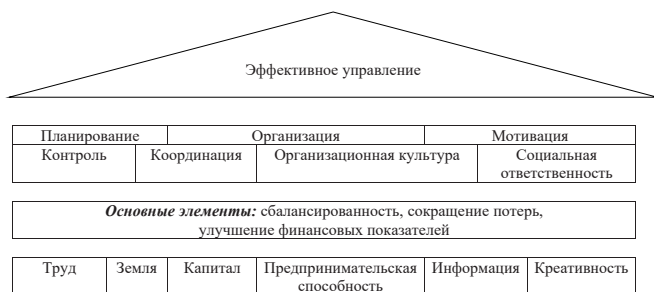 Эффективное управление
Планирование Организация Мотивация
Контроль Координация Организационная культура Социальная
ответственность
Основные элементы: сбалансированность, сокращение потерь,
улучшение финансовых показателей
Труд Земля Капитал Предпринимательская Информация Креативность
способность